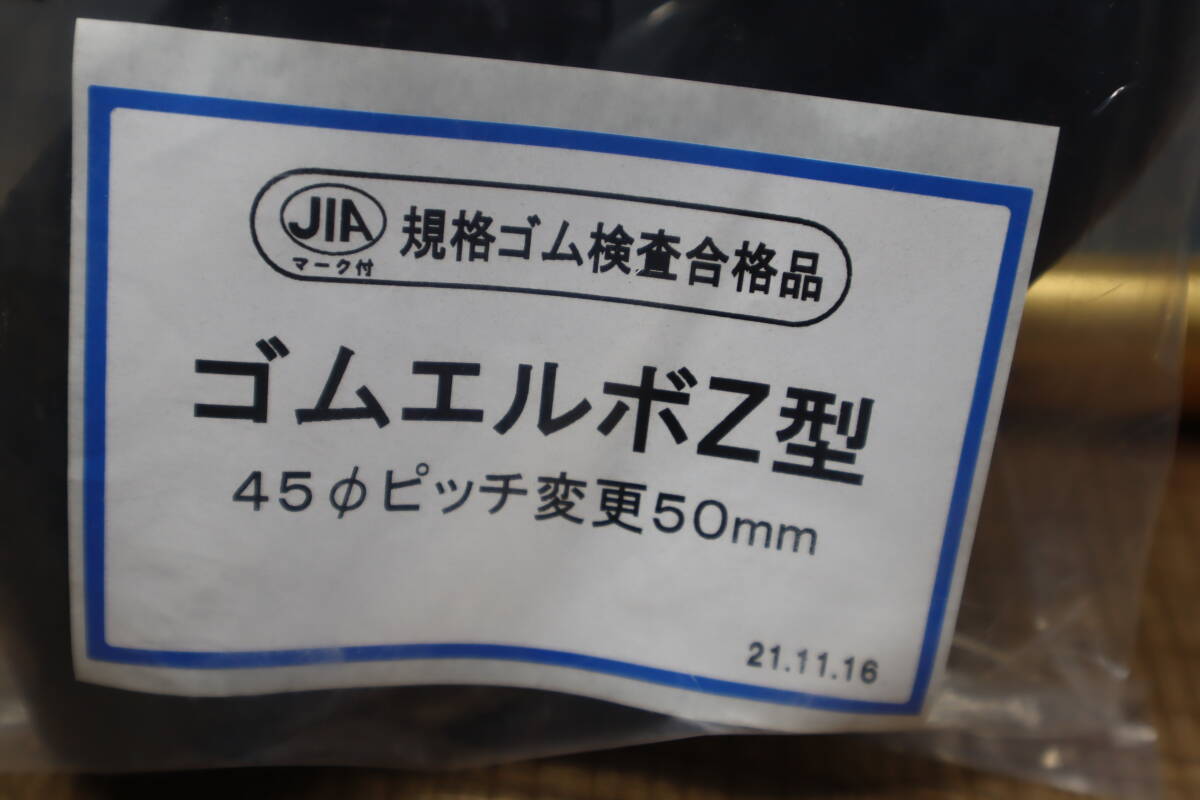 JIA
マーク付
規格ゴム検査合格品
ゴムエルボZ型
45φピッチ変更50mm
21.11.16